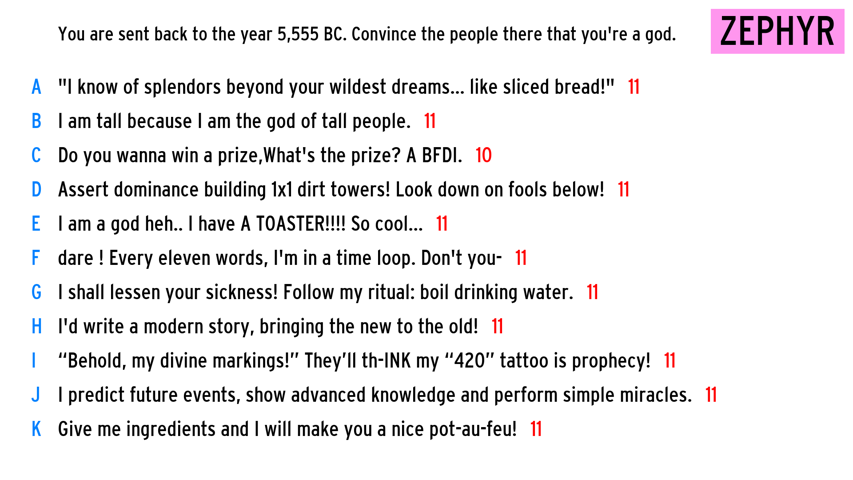 You are sent back to the year 5,555 BC. Convince the people there that you're a god.
ZEPHYR
A "I know of splendors beyond your wildest dreams... like sliced bread!" 11
B I am tall because I am the god of tall people. 11
C Do you wanna win a prize,What's the prize? A BFDI. 10
D Assert dominance building 1x1 dirt towers! Look down on fools below! 11
E I am a god heh.. I have A TOASTER!!!! So cool... 11
F dare ! Every eleven words, I'm in a time loop. Don't you- 11
G I shall lessen your sickness! Follow my ritual: boil drinking water. 11
H I'd write a modern story, bringing the new to the old! 11
I “Behold, my divine markings!” They’ll th-INK my “420” tattoo is prophecy! 11
J I predict future events, show advanced knowledge and perform simple miracles. 11
K Give me ingredients and I will make you a nice pot-au-feu! 11